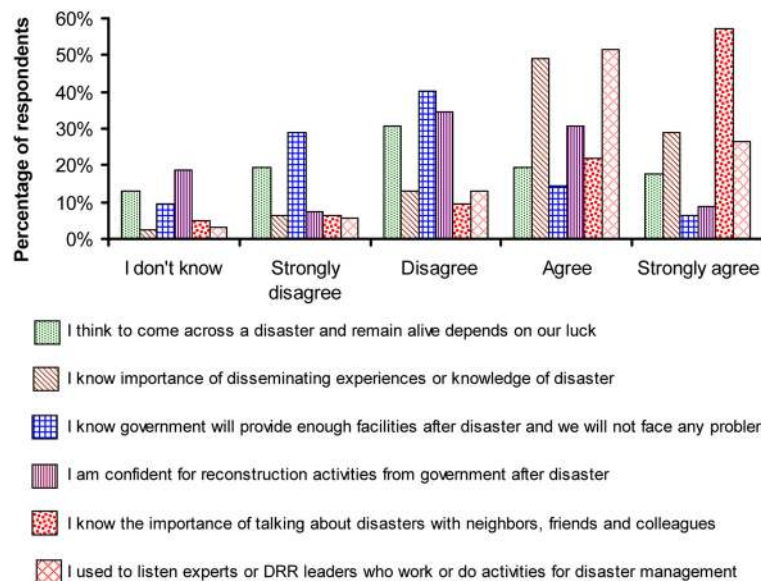 60%
50%
40%
30%
20%
10%
0%
Percentage of respondents
I don't know
Strongly disagree
Disagree
Agree
Strongly agree
I think to come across a disaster and remain alive depends on our luck
I know importance of disseminating experiences or knowledge of disaster
I know government will provide enough facilities after disaster and we will not face any probler
I am confident for reconstruction activities from government after disaster
I know the importance of talking about disasters with neighbors, friends and colleagues
I used to listen experts or DRR leaders who work or do activities for disaster management